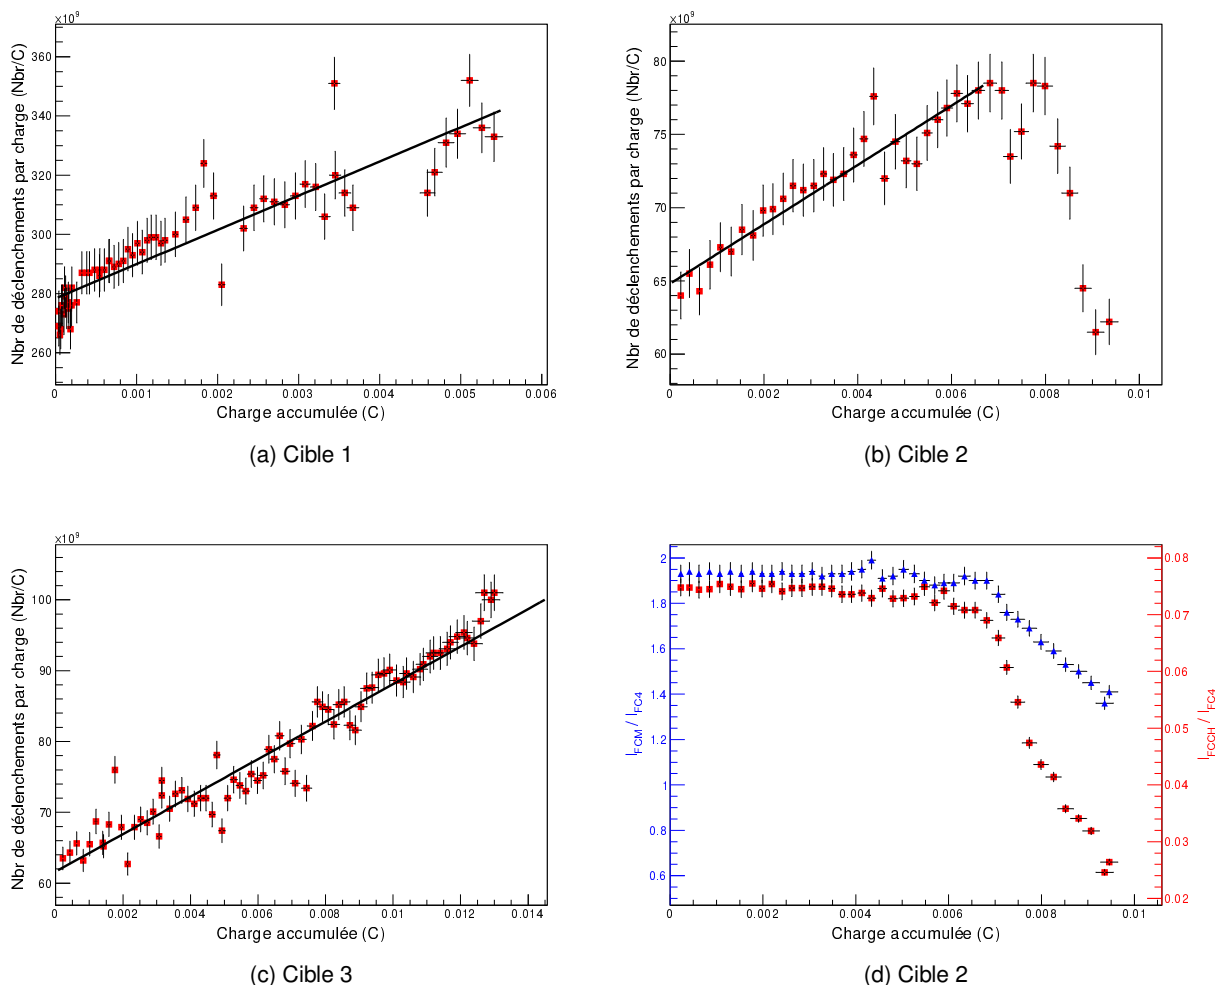 ×10⁹
Nbr de déclenchements par charge (Nbr/C)
360
340
320
300
280
260
0 0.001 0.002 0.003 0.004 0.005 0.006
Charge accumulée (C)
(a) Cible 1
×10⁹
Nbr de déclenchements par charge (Nbr/C)
80
75
70
65
60
0 0.002 0.004 0.006 0.008 0.01
Charge accumulée (C)
(b) Cible 2
×10⁹
Nbr de déclenchements par charge (Nbr/C)
100
90
80
70
60
0 0.002 0.004 0.006 0.008 0.01 0.012 0.014
Charge accumulée (C)
(c) Cible 3
I_FCM / I_FC4
2
1.8
1.6
1.4
1.2
1
0.8
0.6
0.08
0.07
0.06
0.05
0.04
0.03
0.02
I_FCCH / I_FC4
0 0.002 0.004 0.006 0.008 0.01
Charge accumulée (C)
(d) Cible 2